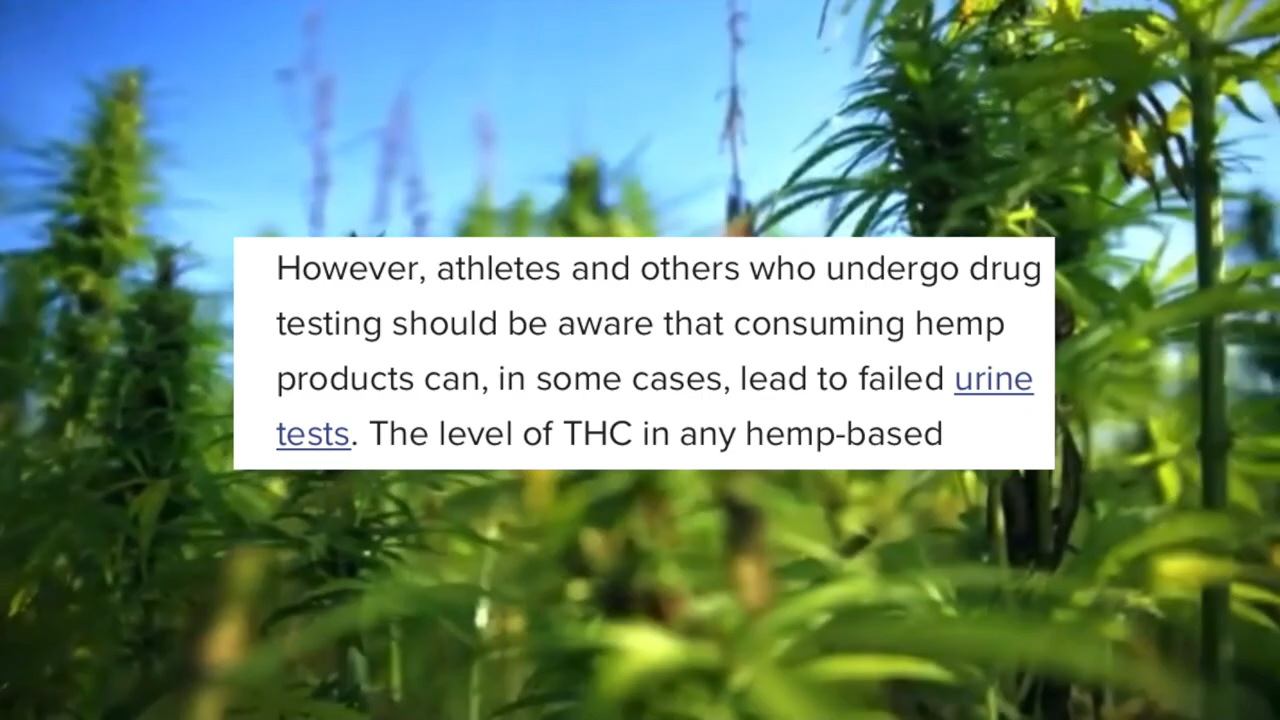 However, athletes and others who undergo drug
testing should be aware that consuming hemp
products can, in some cases, lead to failed urine
tests. The level of THC in any hemp-based